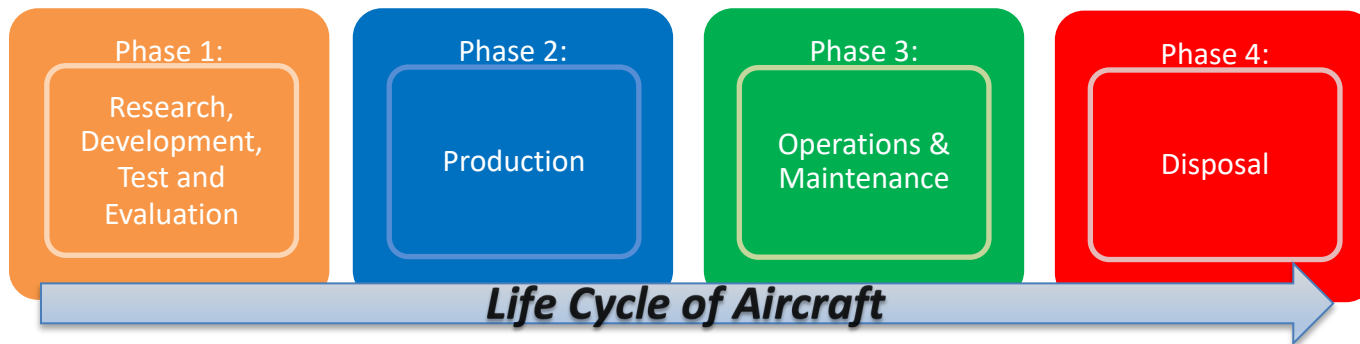 Phase 1:
Research,
Development,
Test and
Evaluation
Phase 2:
Production
Phase 3:
Operations &
Maintenance
Phase 4:
Disposal
Life Cycle of Aircraft